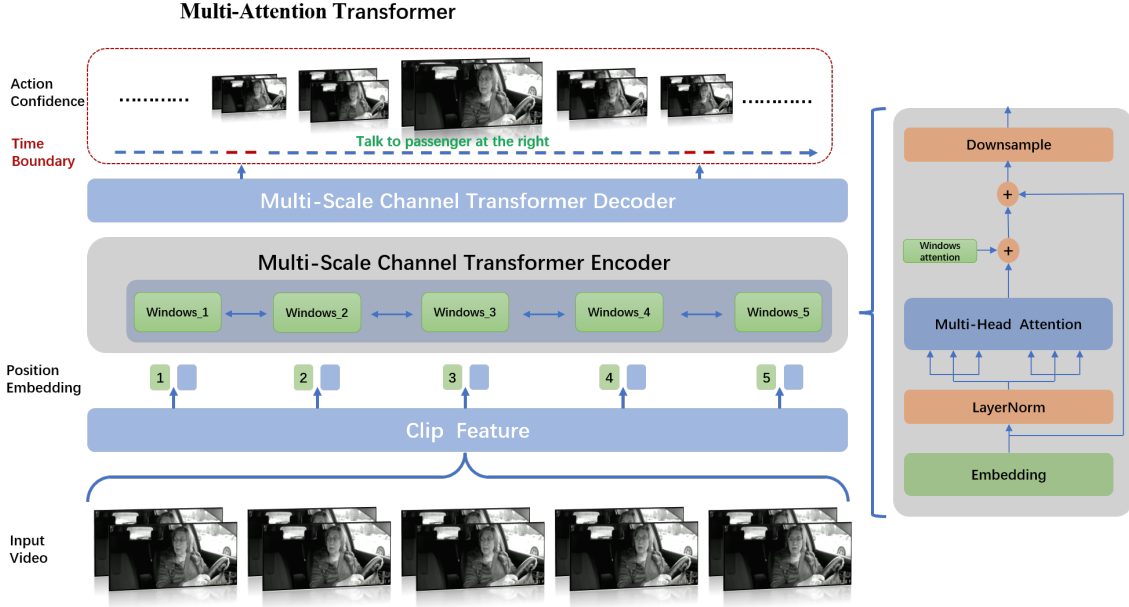 Multi-Attention Transformer
Action
Confidence
Time
Boundary
Talk to passenger at the right
Multi-Scale Channel Transformer Decoder
Multi-Scale Channel Transformer Encoder
Windows_1
Windows_2
Windows_3
Windows_4
Windows_5
Position
Embedding
1
2
3
4
5
Clip Feature
Input
Video
Downsample
+
Windows
attention
+
Multi-Head Attention
LayerNorm
Embedding